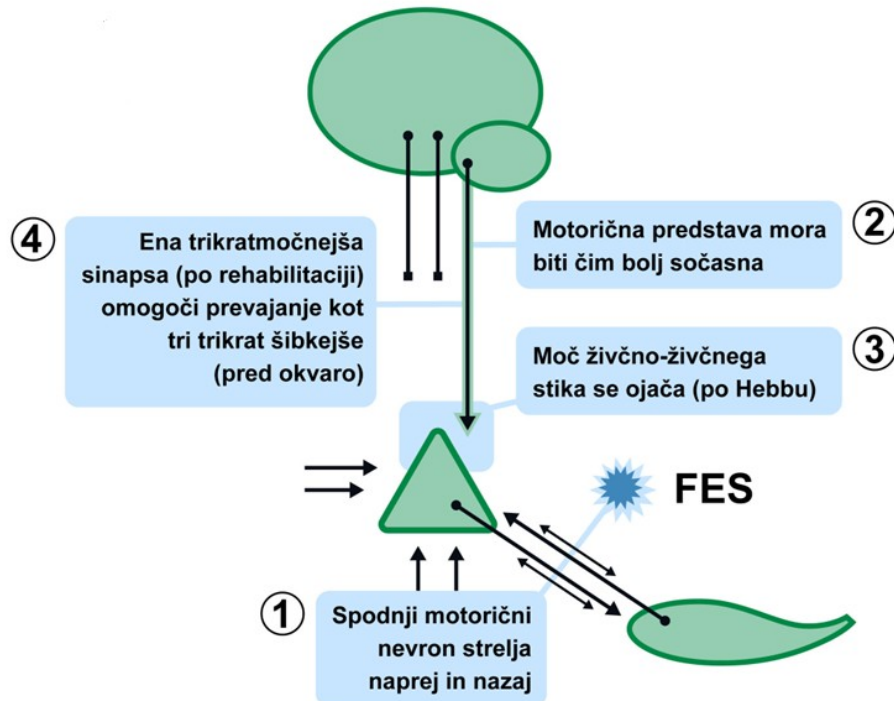 4
Ena trikratmočnejša
sinapsa (po rehabilitaciji)
omogoči prevajanje kot
tri trikrat šibkejše
(pred okvaro)
2
Motorična predstava mora
biti čim bolj sočasna
3
Moč živčno-živčnega
stika se ojača (po Hebbu)
FES
1
Spodnji motorični
nevron strelja
naprej in nazaj